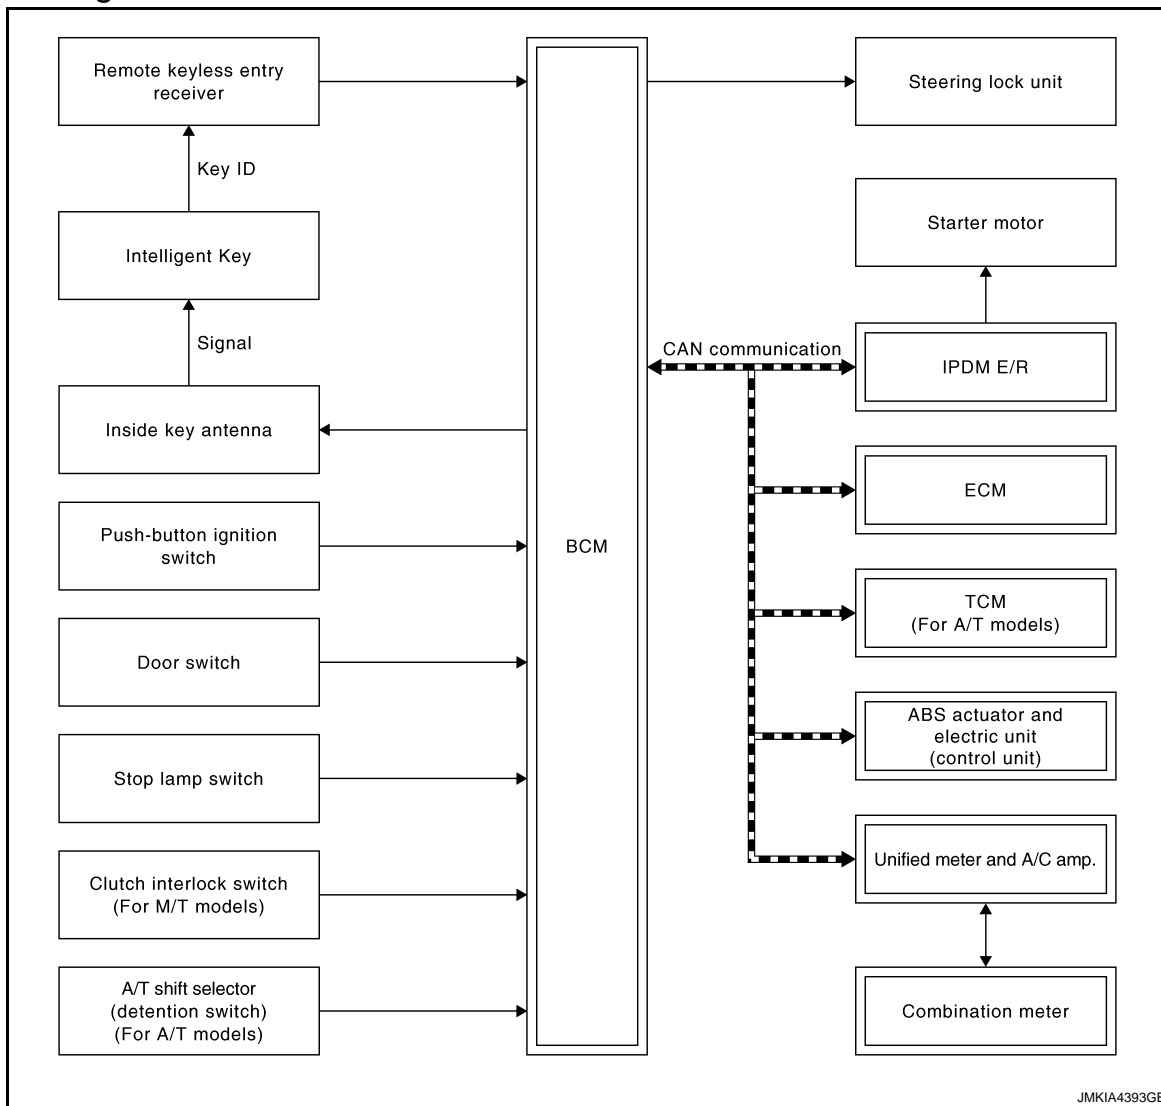 Remote keyless entry
receiver
Key ID
Intelligent Key
Signal
Inside key antenna
Push-button ignition
switch
Door switch
Stop lamp switch
Clutch interlock switch
(For M/T models)
A/T shift selector
(detention switch)
(For A/T models)
BCM
CAN communication
Steering lock unit
Starter motor
IPDM E/R
ECM
TCM
(For A/T models)
ABS actuator and
electric unit
(control unit)
Unified meter and A/C amp.
Combination meter